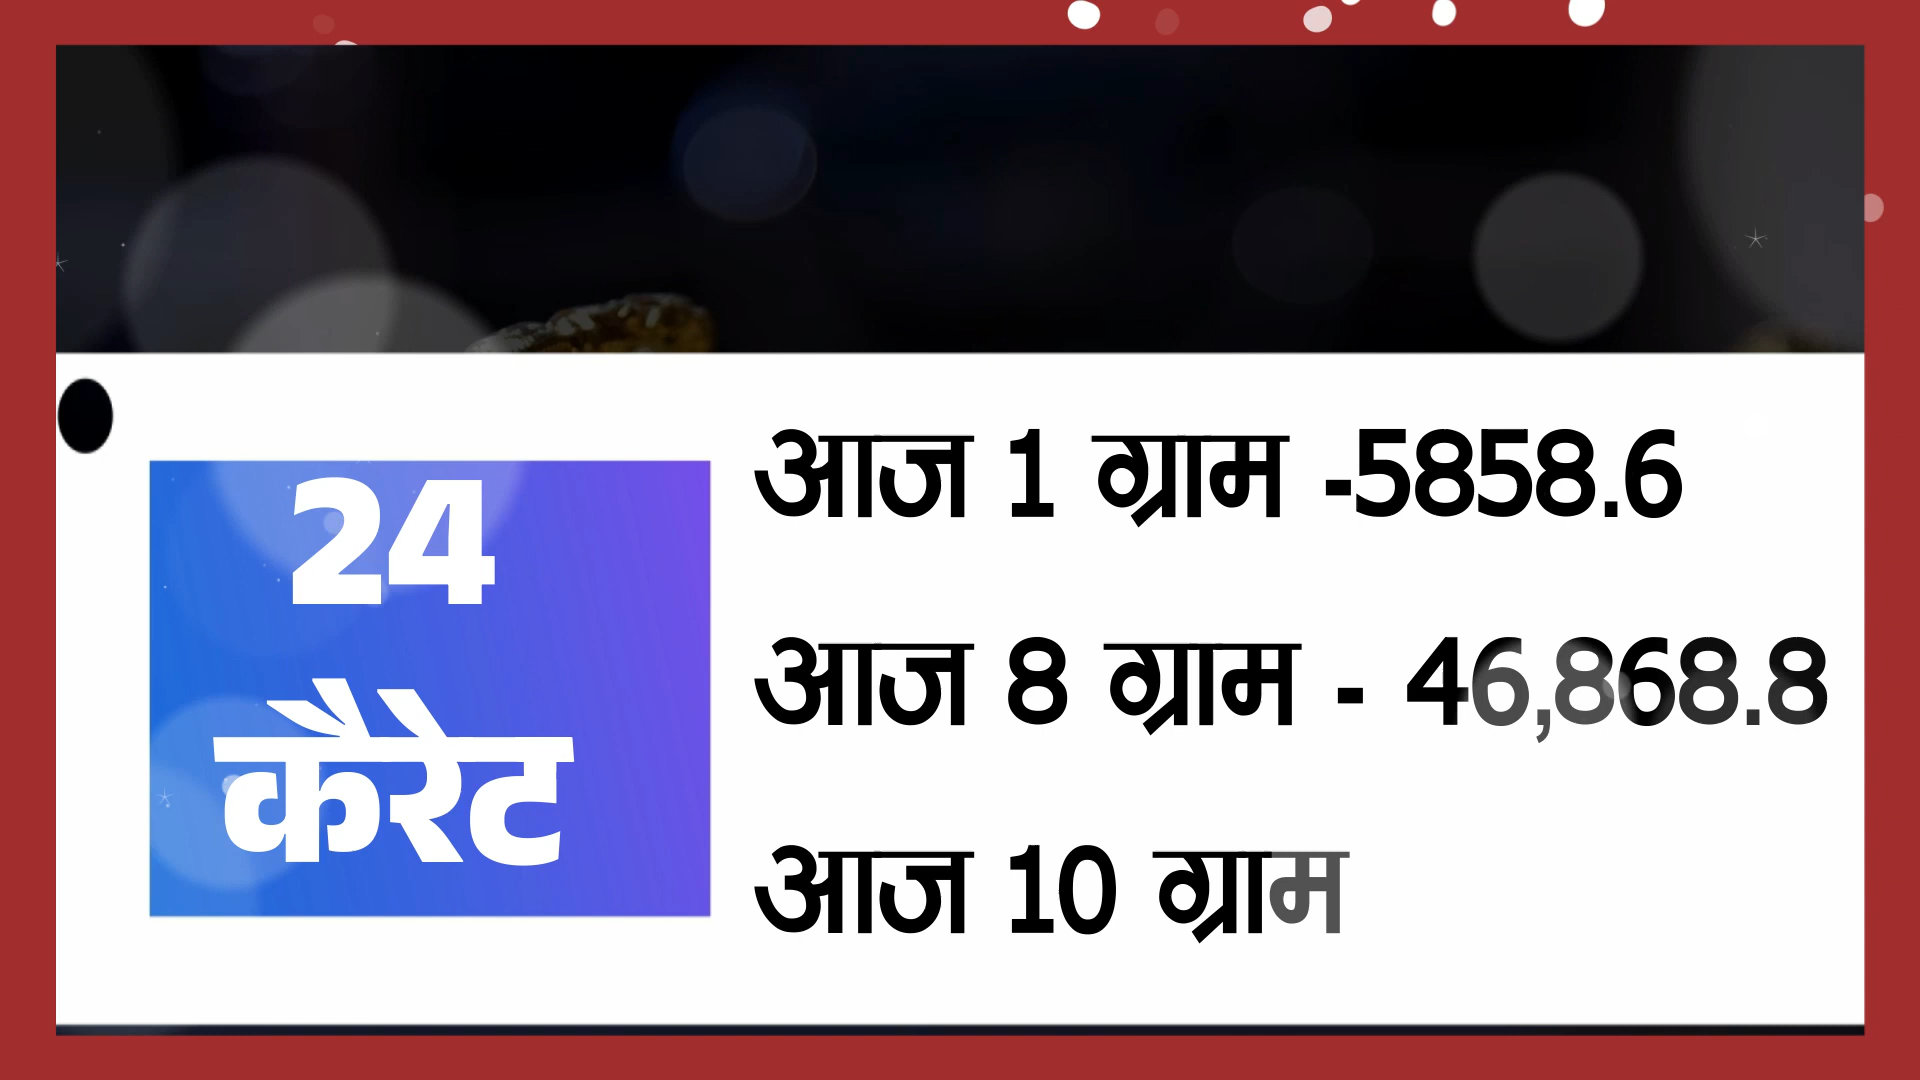 24
कैरेट
आज 1 ग्राम -5858.6
आज 8 ग्राम - 46,868.8
आज 10 ग्राम